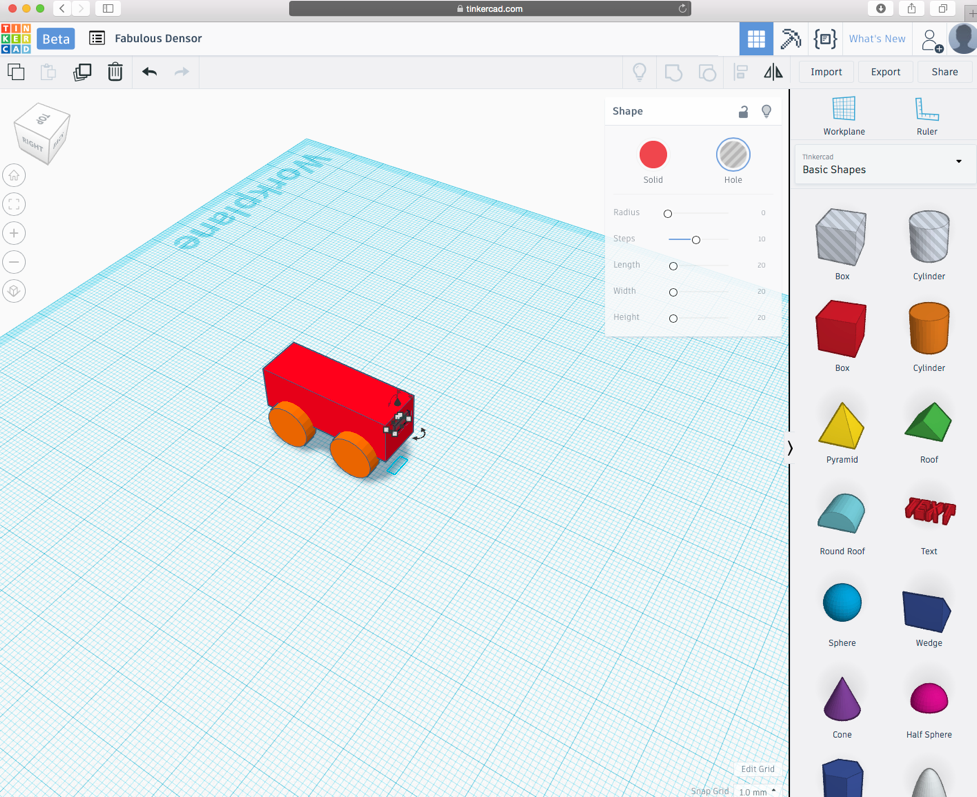 tinkercad.com
TIN
KER
CAD
Beta
Fabulous Densor
What's New
Import
Export
Share
TOP
RIGHT
Workplane
Shape
Solid
Hole
Radius 0
Steps 10
Length 20
Width 20
Height 20
Workplane
Ruler
Tinkercad
Basic Shapes
Box
Cylinder
Box
Cylinder
Pyramid
Roof
TEXT
Round Roof
Text
Sphere
Wedge
Cone
Half Sphere
Edit Grid
Snap Grid 1.0 mm